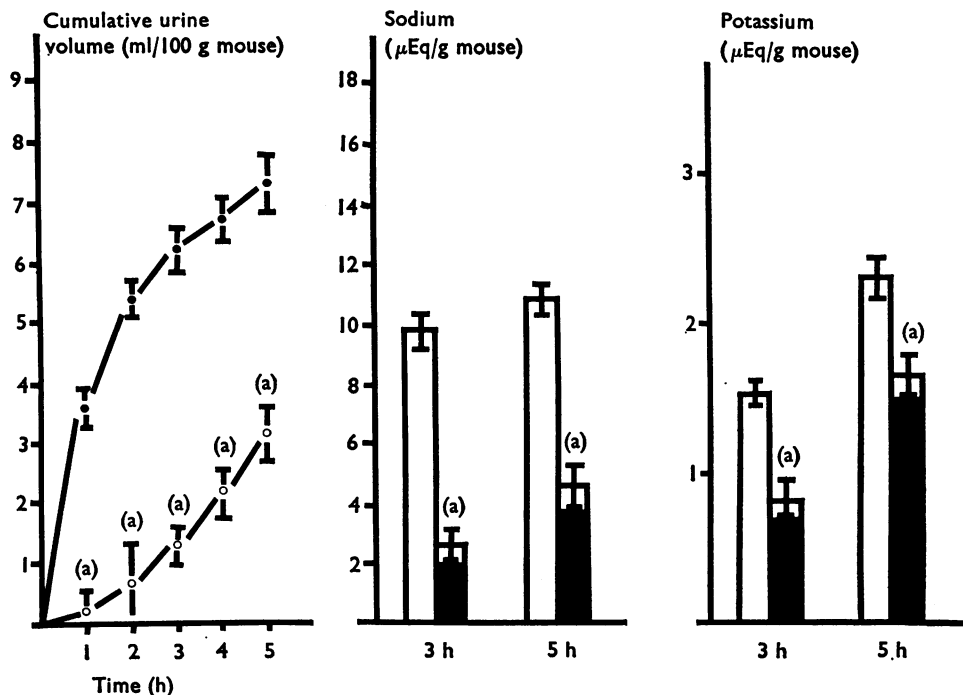 Cumulative urine
volume (ml/100 g mouse)
9
8
7
6
5
4
3
2
1
(a)
(a)
(a)
(a)
(a)
1
2
3
4
5
Time (h)
Sodium
(μEq/g mouse)
18
16
14
12
10
8
6
4
2
(a)
(a)
3 h
5 h
Potassium
(μEq/g mouse)
3
2
1
(a)
(a)
3 h
5 h